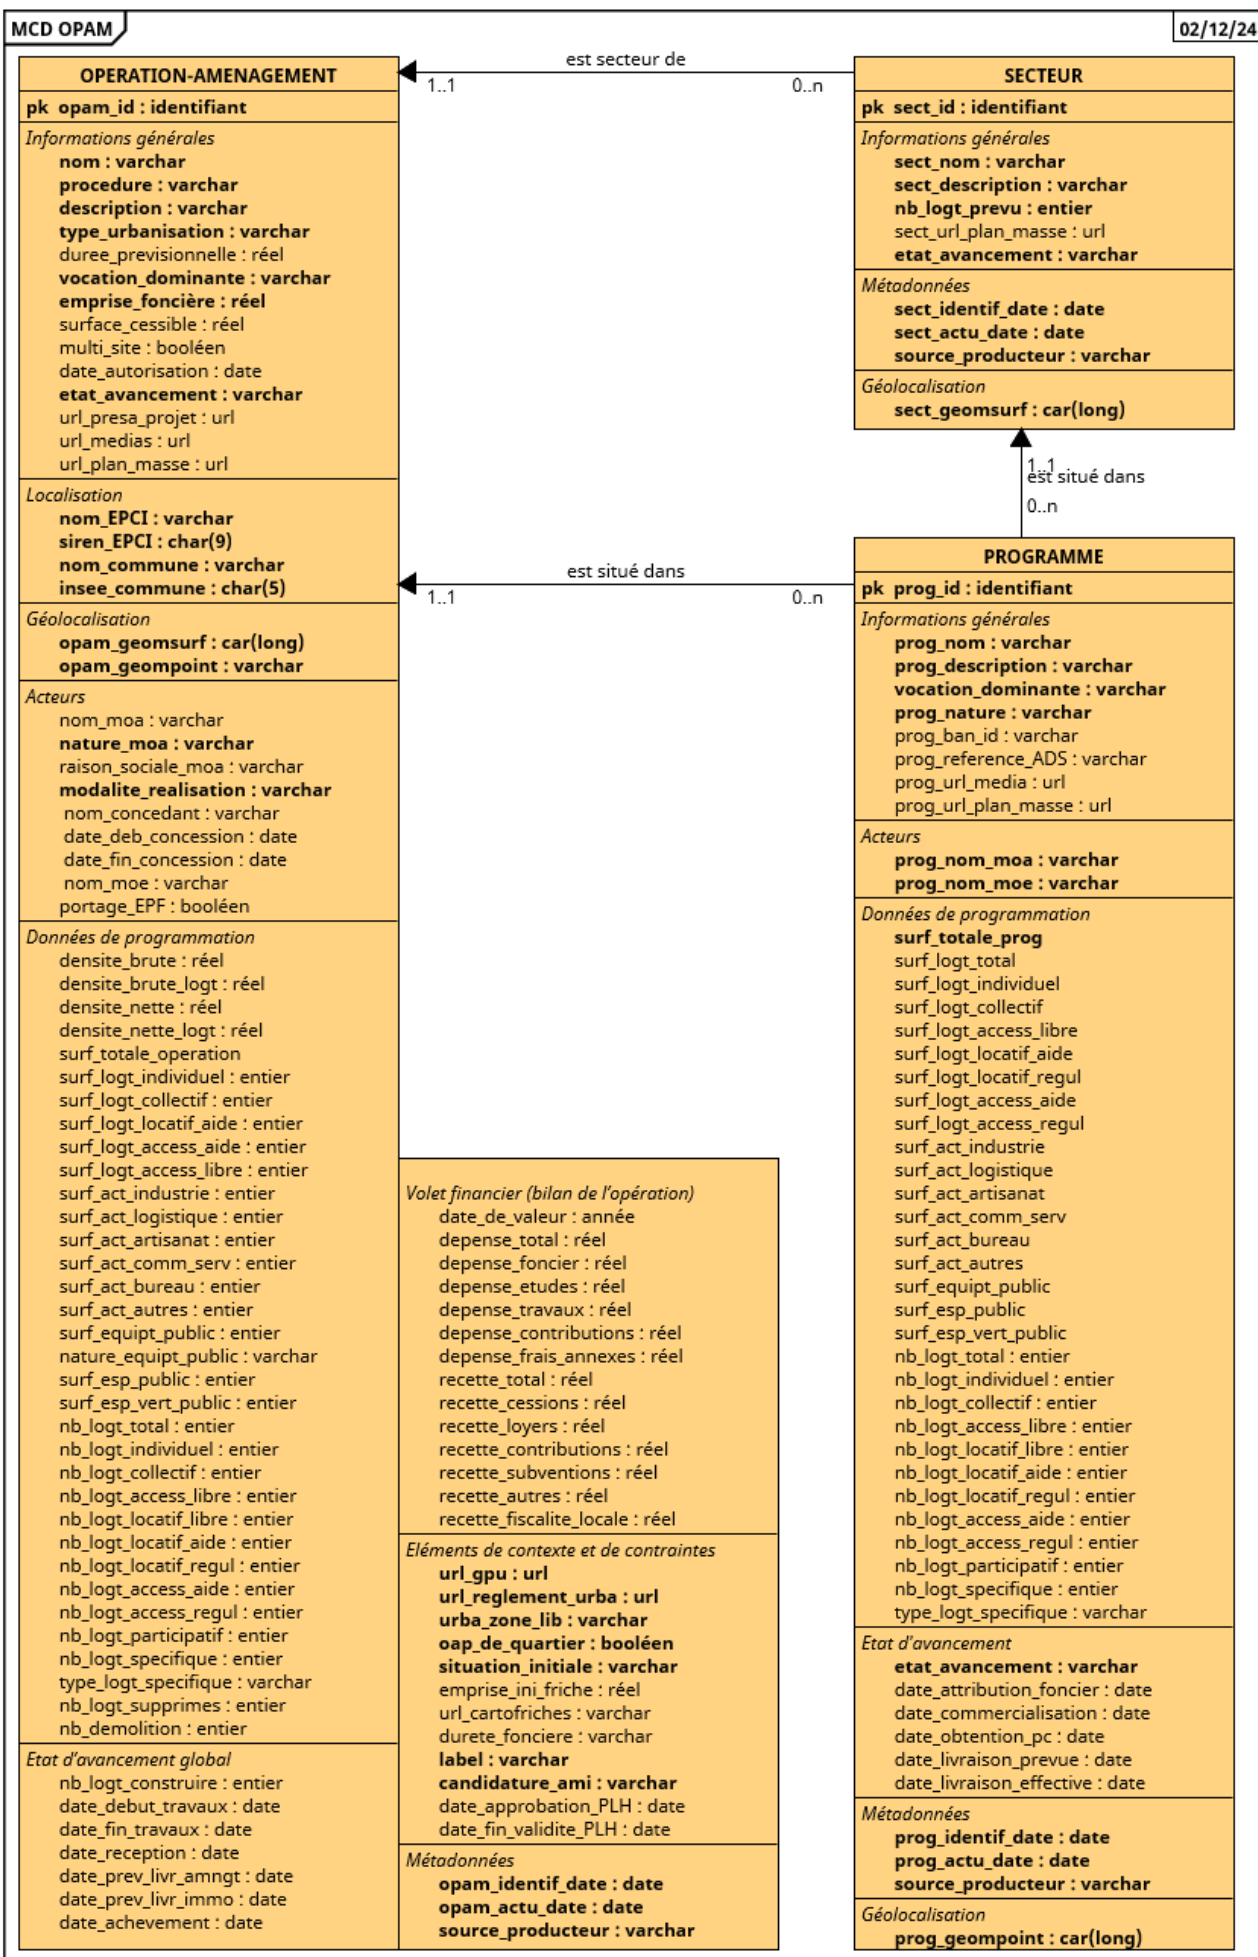 MCD OPAM
02/12/24
OPERATION-AMENAGEMENT
pk opam_id : identifiant
Informations générales
nom : varchar
procedure : varchar
description : varchar
type_urbanisation : varchar
duree_previsionnelle : réel
vocation_dominante : varchar
emprise_foncière : réel
surface_cessible : réel
multi_site : booléen
date_autorisation : date
etat_avancement : varchar
url_presa_projet : url
url_medias : url
url_plan_masse : url
Localisation
nom_EPCI : varchar
siren_EPCI : char(9)
nom_commune : varchar
insee_commune : char(5)
Géolocalisation
opam_geomsurf : car(long)
opam_geompoint : varchar
Acteurs
nom_moa : varchar
nature_moa : varchar
raison_sociale_moa : varchar
modalite_realisation : varchar
nom_concedant : varchar
date_deb_concession : date
date_fin_concession : date
nom_moe : varchar
portage_EPF : booléen
Données de programmation
densite_brute : réel
densite_brute_logt : réel
densite_nette : réel
densite_nette_logt : réel
surf_totale_operation
surf_logt_individuel : entier
surf_logt_collectif : entier
surf_logt_locatif_aide : entier
surf_logt_access_aide : entier
surf_logt_access_libre : entier
surf_act_industrie : entier
surf_act_logistique : entier
surf_act_artisanat : entier
surf_act_comm_serv : entier
surf_act_bureau : entier
surf_act_autres : entier
surf_equipt_public : entier
nature_equipt_public : varchar
surf_esp_public : entier
surf_esp_vert_public : entier
nb_logt_total : entier
nb_logt_individuel : entier
nb_logt_collectif : entier
nb_logt_access_libre : entier
nb_logt_locatif_libre : entier
nb_logt_locatif_aide : entier
nb_logt_locatif_regul : entier
nb_logt_access_aide : entier
nb_logt_access_regul : entier
nb_logt_participatif : entier
nb_logt_specifique : entier
type_logt_specifique : varchar
nb_logt_supprimes : entier
nb_demolition : entier
Etat d'avancement global
nb_logt_construire : entier
date_debut_travaux : date
date_fin_travaux : date
date_reception : date
date_prev_livr_amngt : date
date_prev_livr_immo : date
date_achevement : date
Volet financier (bilan de l'opération)
date_de_valeur : année
depense_total : réel
depense_foncier : réel
depense_etudes : réel
depense_travaux : réel
depense_contributions : réel
depense_frais_annexes : réel
recette_total : réel
recette_cessions : réel
recette_loyers : réel
recette_contributions : réel
recette_subventions : réel
recette_autres : réel
recette_fiscalite_locale : réel
Eléments de contexte et de contraintes
url_gpu : url
url_reglement_urba : url
urba_zone_lib : varchar
oap_de_quartier : booléen
situation_initiale : varchar
emprise_ini_friche : réel
url_cartofriches : varchar
durete_fonciere : varchar
label : varchar
candidature_ami : varchar
date_approbation_PLH : date
date_fin_validite_PLH : date
Métadonnées
opam_identif_date : date
opam_actu_date : date
source_producteur : varchar
est secteur de
1..1
0..n
SECTEUR
pk sect_id : identifiant
Informations générales
sect_nom : varchar
sect_description : varchar
nb_logt_prevu : entier
sect_url_plan_masse : url
etat_avancement : varchar
Métadonnées
sect_identif_date : date
sect_actu_date : date
source_producteur : varchar
Géolocalisation
sect_geomsurf : car(long)
1..1
est situé dans
0..n
est situé dans
1..1
0..n
PROGRAMME
pk prog_id : identifiant
Informations générales
prog_nom : varchar
prog_description : varchar
vocation_dominante : varchar
prog_nature : varchar
prog_ban_id : varchar
prog_reference_ADS : varchar
prog_url_media : url
prog_url_plan_masse : url
Acteurs
prog_nom_moa : varchar
prog_nom_moe : varchar
Données de programmation
surf_totale_prog
surf_logt_total
surf_logt_individuel
surf_logt_collectif
surf_logt_access_libre
surf_logt_locatif_aide
surf_logt_locatif_regul
surf_logt_access_aide
surf_logt_access_regul
surf_act_industrie
surf_act_logistique
surf_act_artisanat
surf_act_comm_serv
surf_act_bureau
surf_act_autres
surf_equipt_public
surf_esp_public
surf_esp_vert_public
nb_logt_total : entier
nb_logt_individuel : entier
nb_logt_collectif : entier
nb_logt_access_libre : entier
nb_logt_locatif_libre : entier
nb_logt_locatif_aide : entier
nb_logt_locatif_regul : entier
nb_logt_access_aide : entier
nb_logt_access_regul : entier
nb_logt_participatif : entier
nb_logt_specifique : entier
type_logt_specifique : varchar
Etat d'avancement
etat_avancement : varchar
date_attribution_foncier : date
date_commercialisation : date
date_obtention_pc : date
date_livraison_prevue : date
date_livraison_effective : date
Métadonnées
prog_identif_date : date
prog_actu_date : date
source_producteur : varchar
Géolocalisation
prog_geompoint : car(long)